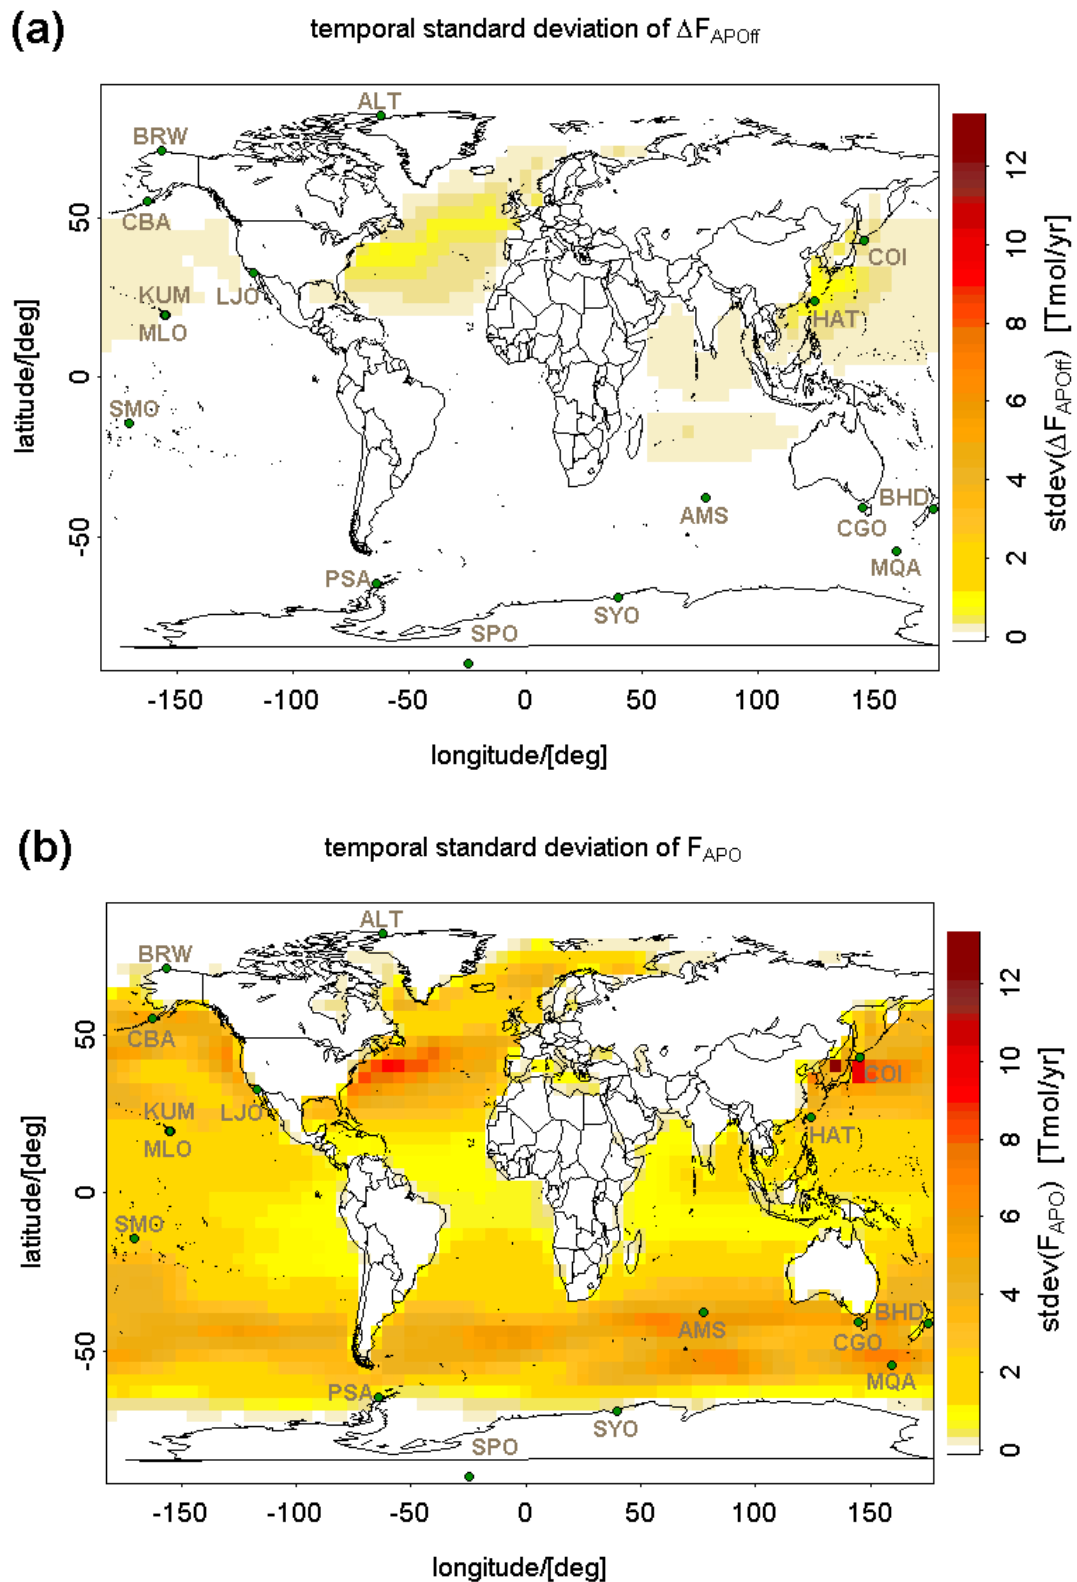 (a)
temporal standard deviation of ΔF_APOff
ALT
BRW
CBA
KUM
LJO
MLO
COI
HAT
SMO
BHD
AMS
CGO
MQA
PSA
SYO
SPO
50
0
-50
latitude/[deg]
-150 -100 -50 0 50 100 150
longitude/[deg]
12
10
8
6
4
2
0
stdev(ΔF_APOff) [Tmol/yr]
(b)
temporal standard deviation of F_APO
ALT
BRW
CBA
COI
KUM
LJO
MLO
HAT
SMO
BHD
AMS
CGO
MQA
PSA
SYO
SPO
50
0
-50
latitude/[deg]
-150 -100 -50 0 50 100 150
longitude/[deg]
12
10
8
6
4
2
0
stdev(F_APO) [Tmol/yr]